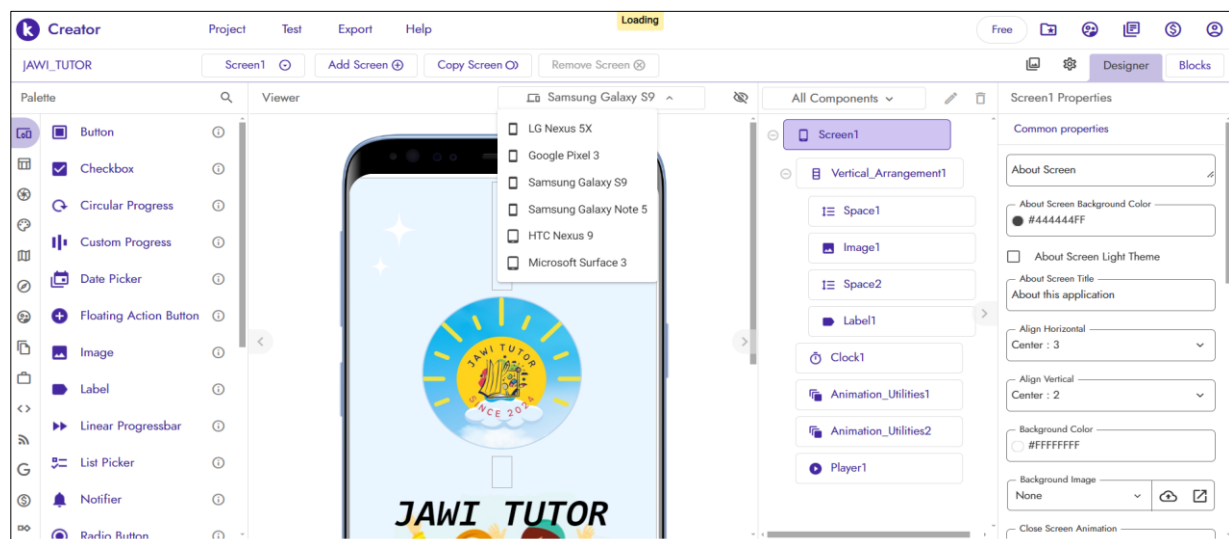 Creator Project Test Export Help Loading Free
JAWI_TUTOR Screen1 Add Screen Copy Screen Remove Screen Designer Blocks
Palette Viewer Samsung Galaxy S9 All Components Screen1 Properties
Button
Checkbox
Circular Progress
Custom Progress
Date Picker
Floating Action Button
Image
Label
Linear Progressbar
List Picker
Notifier
Radio Button
LG Nexus 5X
Google Pixel 3
Samsung Galaxy S9
Samsung Galaxy Note 5
HTC Nexus 9
Microsoft Surface 3
JAWI TUTOR
SINCE 2024
JAWI TUTOR
Screen1
Vertical_Arrangement1
Space1
Image1
Space2
Label1
Clock1
Animation_Utilities1
Animation_Utilities2
Player1
Common properties
About Screen
About Screen Background Color
#444444FF
About Screen Light Theme
About Screen Title
About this application
Align Horizontal
Center : 3
Align Vertical
Center : 2
Background Color
#FFFFFFFF
Background Image
None
Close Screen Animation